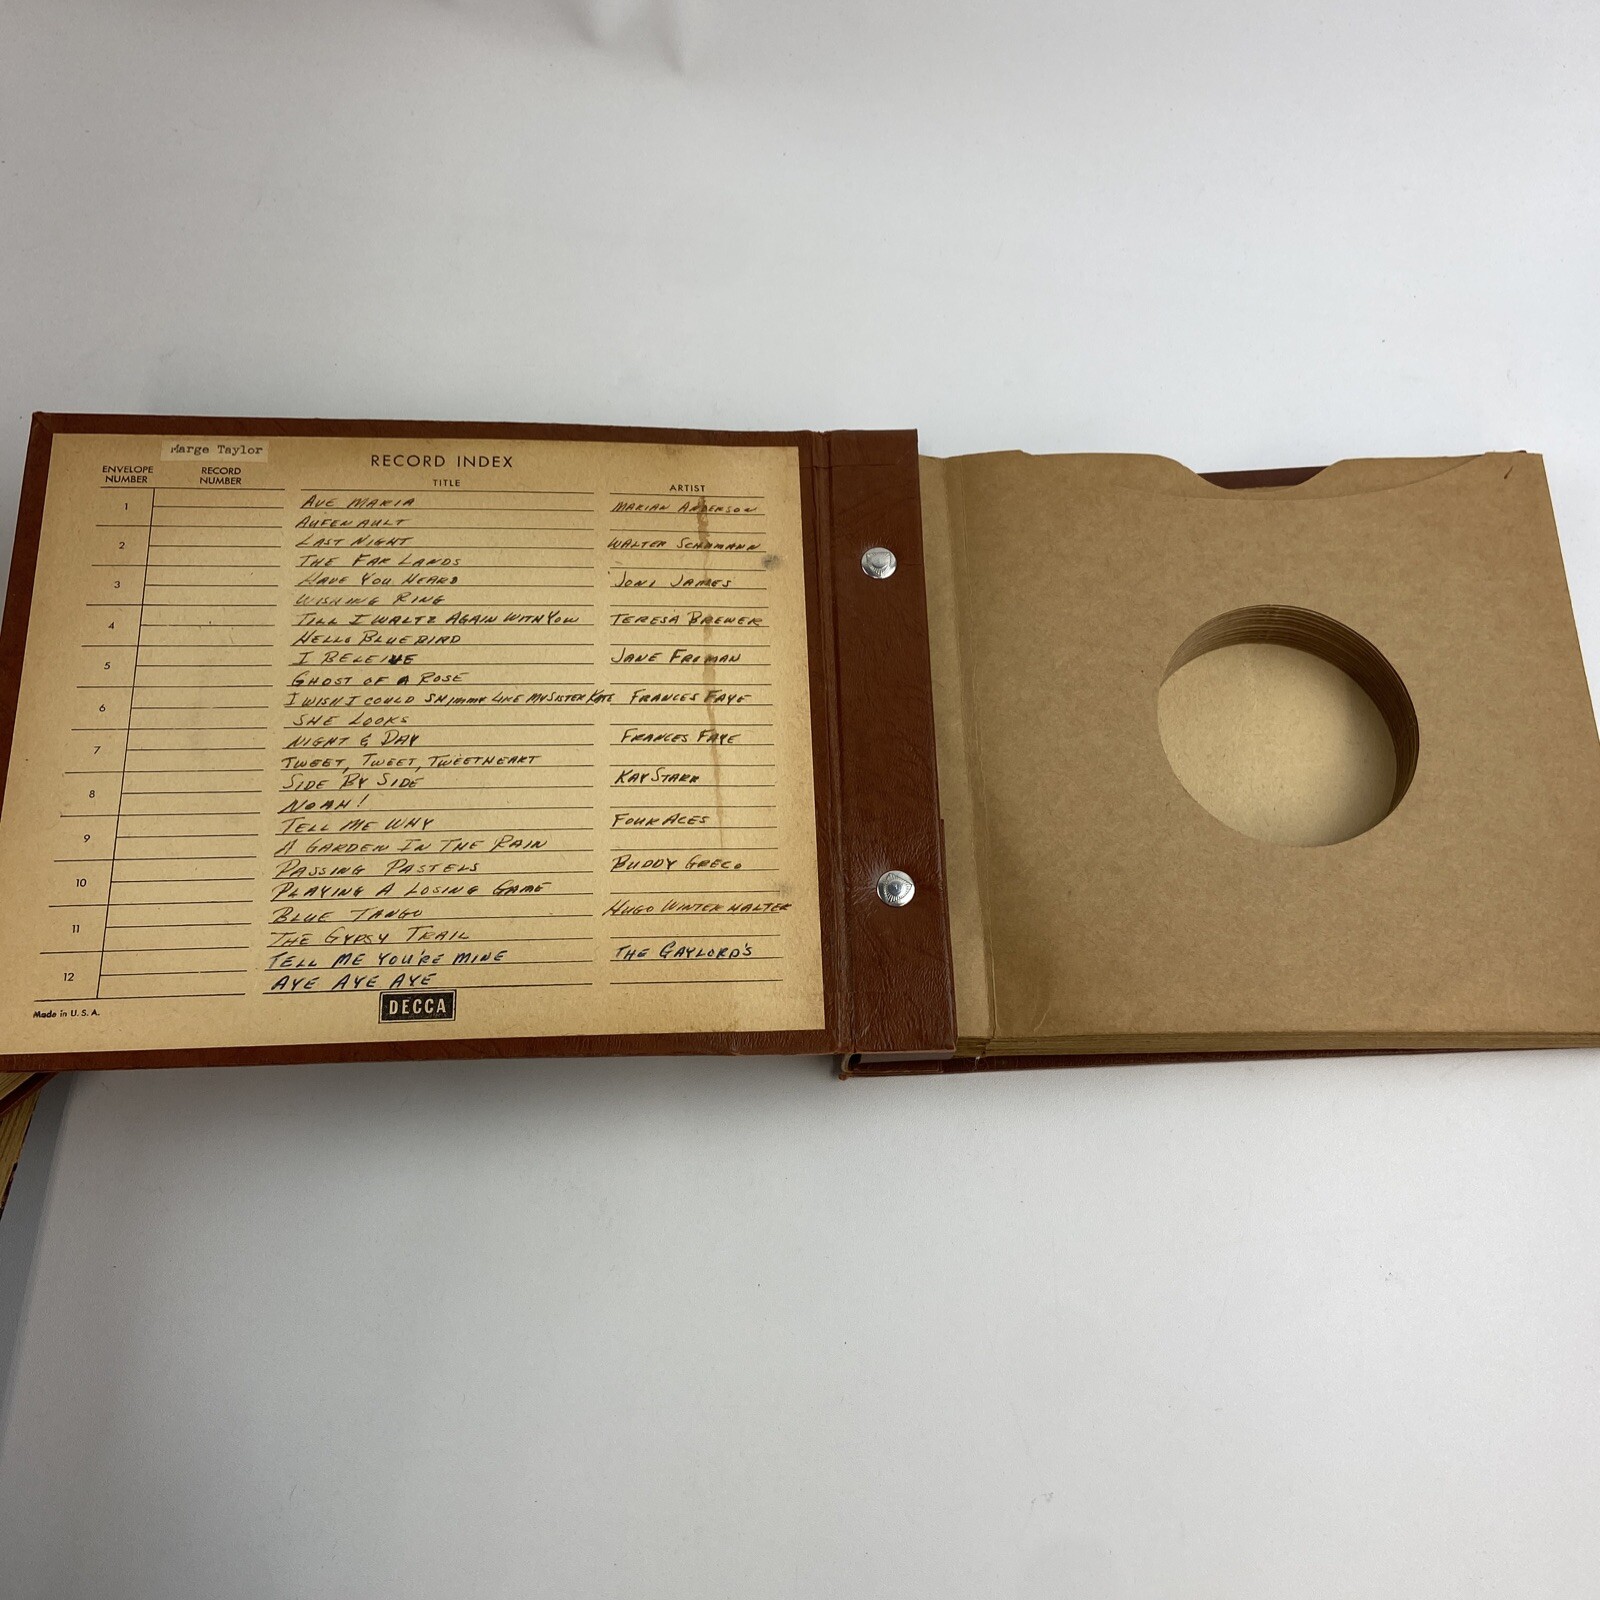 Marge Taylor
RECORD INDEX
ENVELOPE NUMBER RECORD NUMBER TITLE ARTIST
1 AVE MARIA MARIAN ANDERSON
AUFENAULT
2 LAST NIGHT WALTER SCHUMANN
THE FAR LANDS
3 HAVE YOU HEARD JONI JAMES
WISHING RING
4 TILL I WALTZ AGAIN WITH YOU TERESA BREWER
HELLO BLUEBIRD
5 I BELEIVE JANE FROMAN
GHOST OF A ROSE
6 I WISH I COULD SHIMMY LIKE MY SISTER KATE FRANCES FAYE
SHE LOOKS
7 NIGHT & DAY FRANCES FAYE
TWEET, TWEET, TWEETHEART
8 SIDE BY SIDE KAY STARR
NOAH!
9 TELL ME WHY FOUR ACES
A GARDEN IN THE RAIN
10 PASSING PASTELS BUDDY GRECO
PLAYING A LOSING GAME
11 BLUE TANGO HUGO WINTERHALTER
THE GYPSY TRAIL
12 TELL ME YOU'RE MINE THE GAYLORD'S
AYE AYE AYE
Made in U.S.A.
DECCA